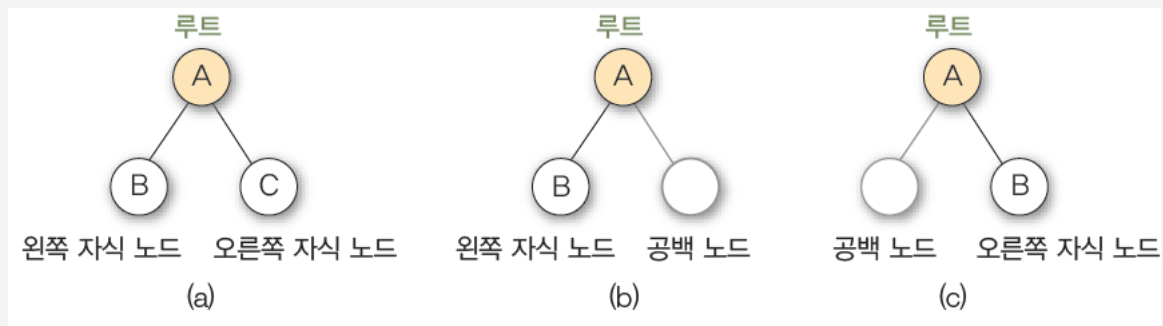 루트 루트 루트
A A A
B C B B
왼쪽 자식 노드 오른쪽 자식 노드 왼쪽 자식 노드 공백 노드 공백 노드 오른쪽 자식 노드
(a) (b) (c)